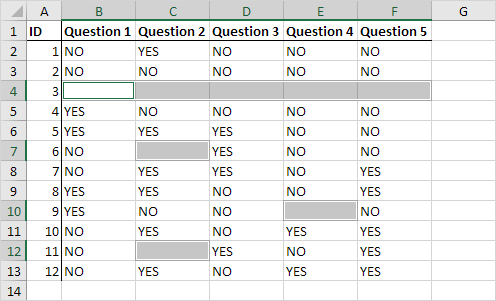 A B C D E F G
1 ID Question 1 Question 2 Question 3 Question 4 Question 5
2 1 NO YES NO NO NO
3 2 NO NO NO NO NO
4 3
5 4 YES NO NO NO NO
6 5 YES YES YES NO NO
7 6 NO YES NO NO
8 7 NO YES YES NO YES
9 8 YES YES NO NO YES
10 9 YES NO NO NO
11 10 NO YES NO YES YES
12 11 NO YES NO YES
13 12 NO YES NO YES YES
14